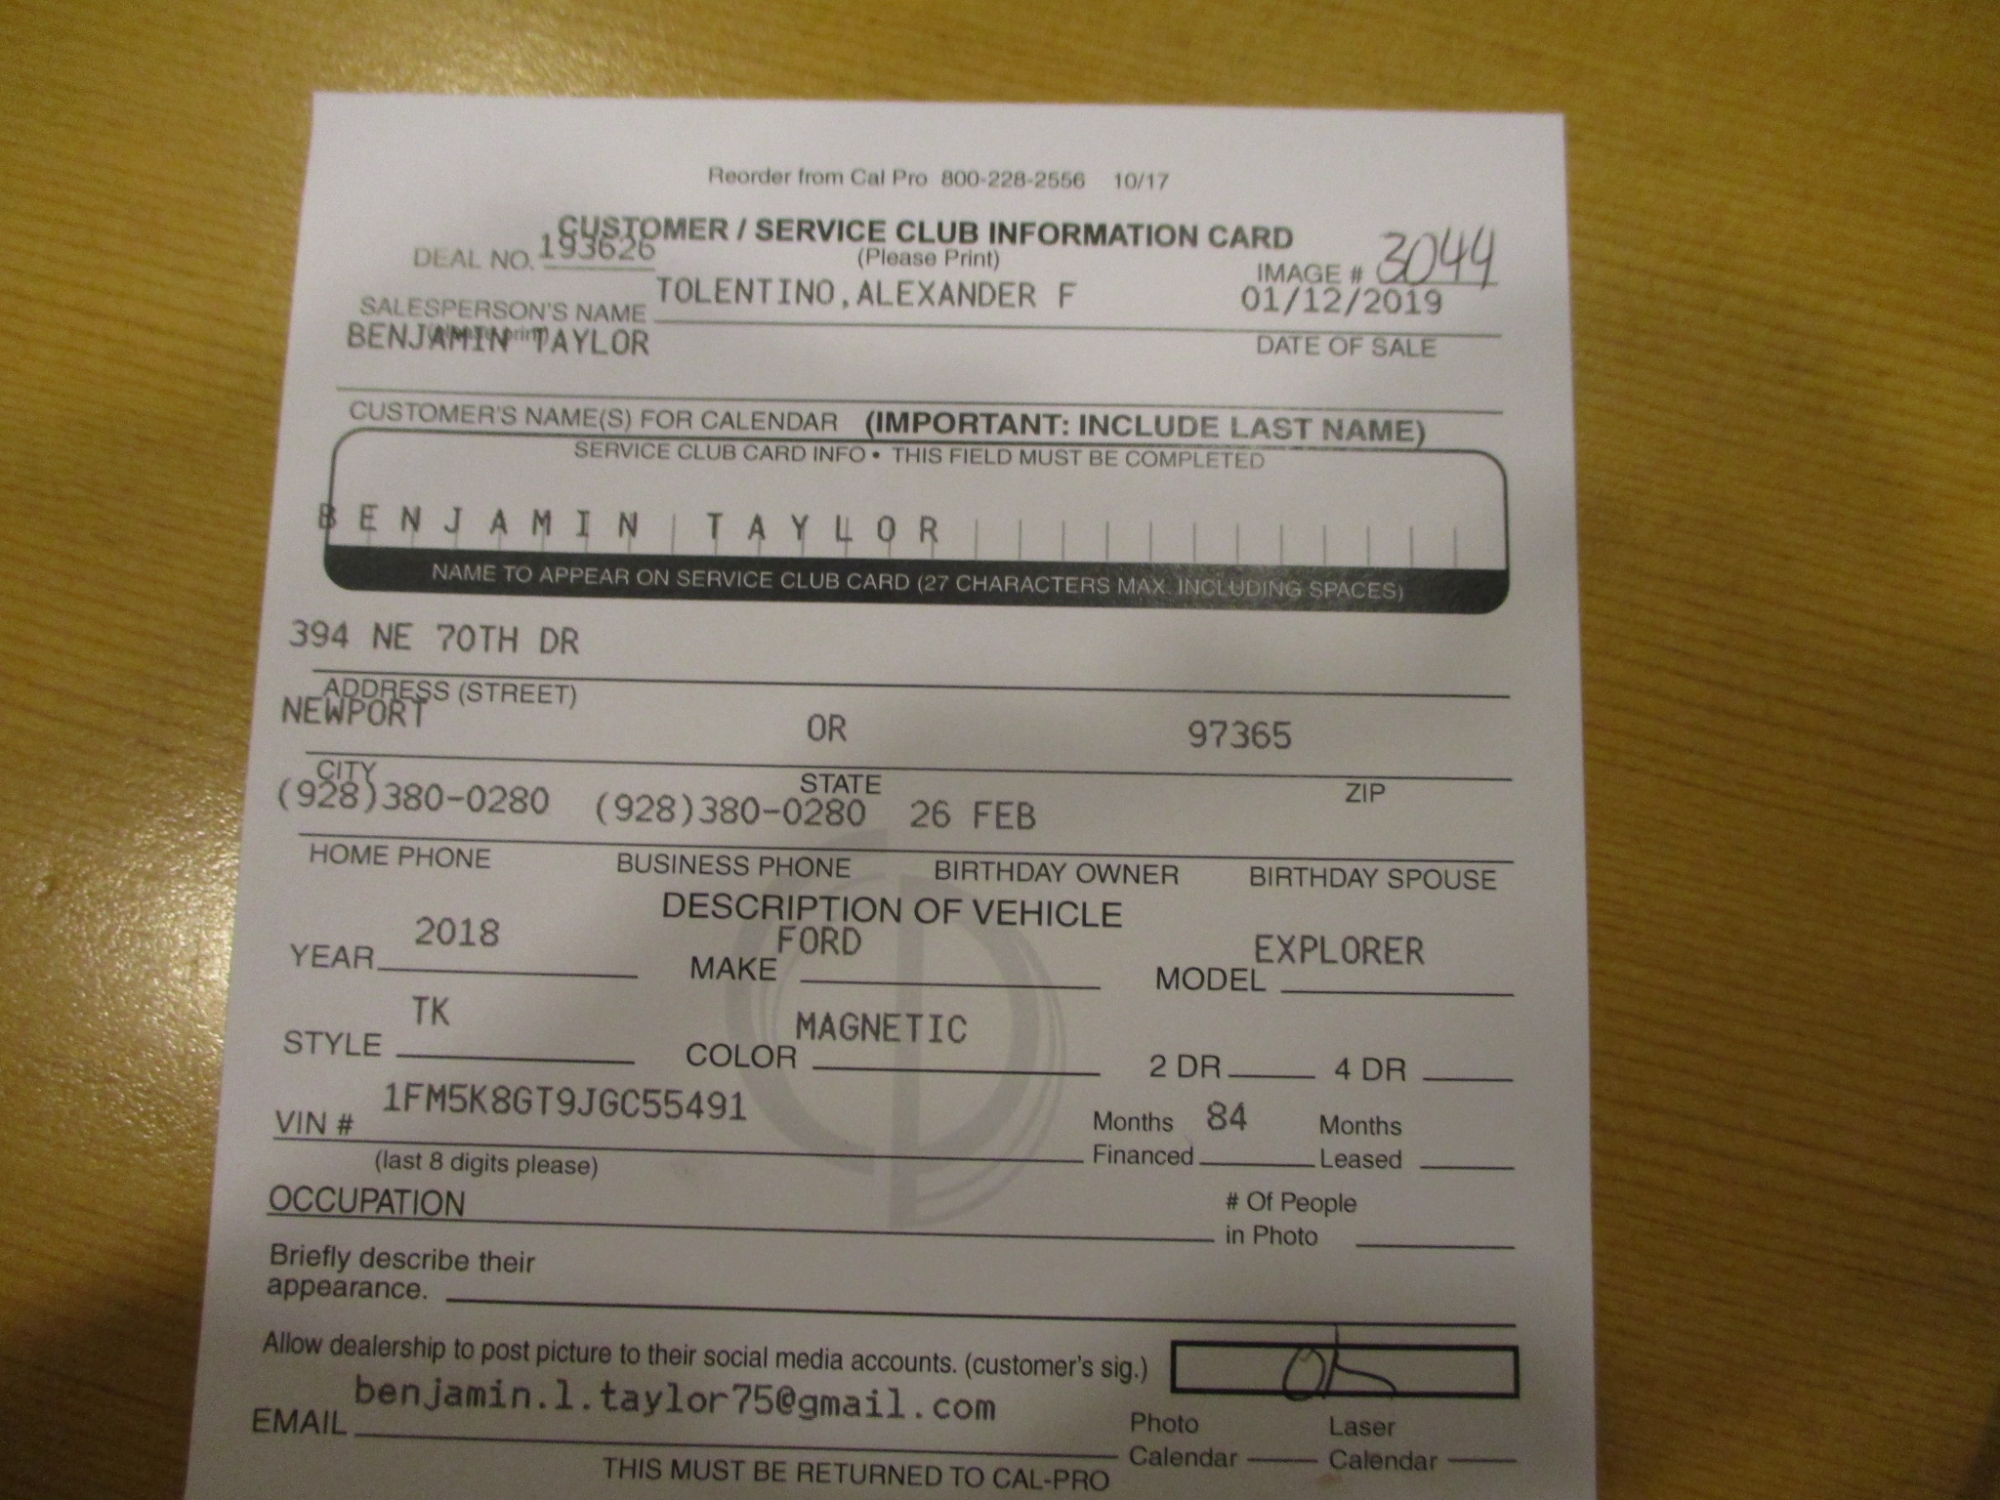 Reorder from Cal Pro 800-228-2556 10/17
CUSTOMER / SERVICE CLUB INFORMATION CARD
DEAL NO. 193626 (Please Print) IMAGE # 3044
SALESPERSON'S NAME TOLENTINO,ALEXANDER F 01/12/2019
(please print) DATE OF SALE
BENJAMIN TAYLOR
CUSTOMER'S NAME(S) FOR CALENDAR (IMPORTANT: INCLUDE LAST NAME)
SERVICE CLUB CARD INFO • THIS FIELD MUST BE COMPLETED
BENJAMIN TAYLOR
NAME TO APPEAR ON SERVICE CLUB CARD (27 CHARACTERS MAX. INCLUDING SPACES)
394 NE 70TH DR
ADDRESS (STREET)
NEWPORT OR 97365
CITY STATE ZIP
(928)380-0280 (928)380-0280 26 FEB
HOME PHONE BUSINESS PHONE BIRTHDAY OWNER BIRTHDAY SPOUSE
DESCRIPTION OF VEHICLE
YEAR 2018 MAKE FORD MODEL EXPLORER
STYLE TK COLOR MAGNETIC 2 DR 4 DR
VIN # 1FM5K8GT9JGC55491 Months Financed 84 Months Leased
(last 8 digits please)
OCCUPATION # Of People in Photo
Briefly describe their
appearance.
Allow dealership to post picture to their social media accounts. (customer's sig.)
EMAIL benjamin.l.taylor75@gmail.com Photo Calendar Laser Calendar
THIS MUST BE RETURNED TO CAL-PRO